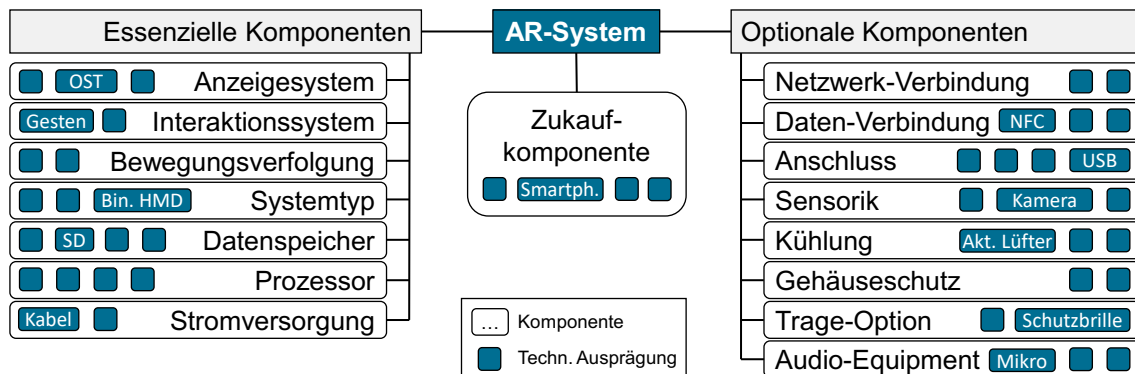 Essenzielle Komponenten
AR-System
Optionale Komponenten
OST Anzeigesystem
Gesten Interaktionssystem
Bewegungsverfolgung
Bin. HMD Systemtyp
SD Datenspeicher
Prozessor
Kabel Stromversorgung
Zukauf-
komponente
Smartph.
... Komponente
Techn. Ausprägung
Netzwerk-Verbindung
Daten-Verbindung NFC
Anschluss USB
Sensorik Kamera
Kühlung Akt. Lüfter
Gehäuseschutz
Trage-Option Schutzbrille
Audio-Equipment Mikro